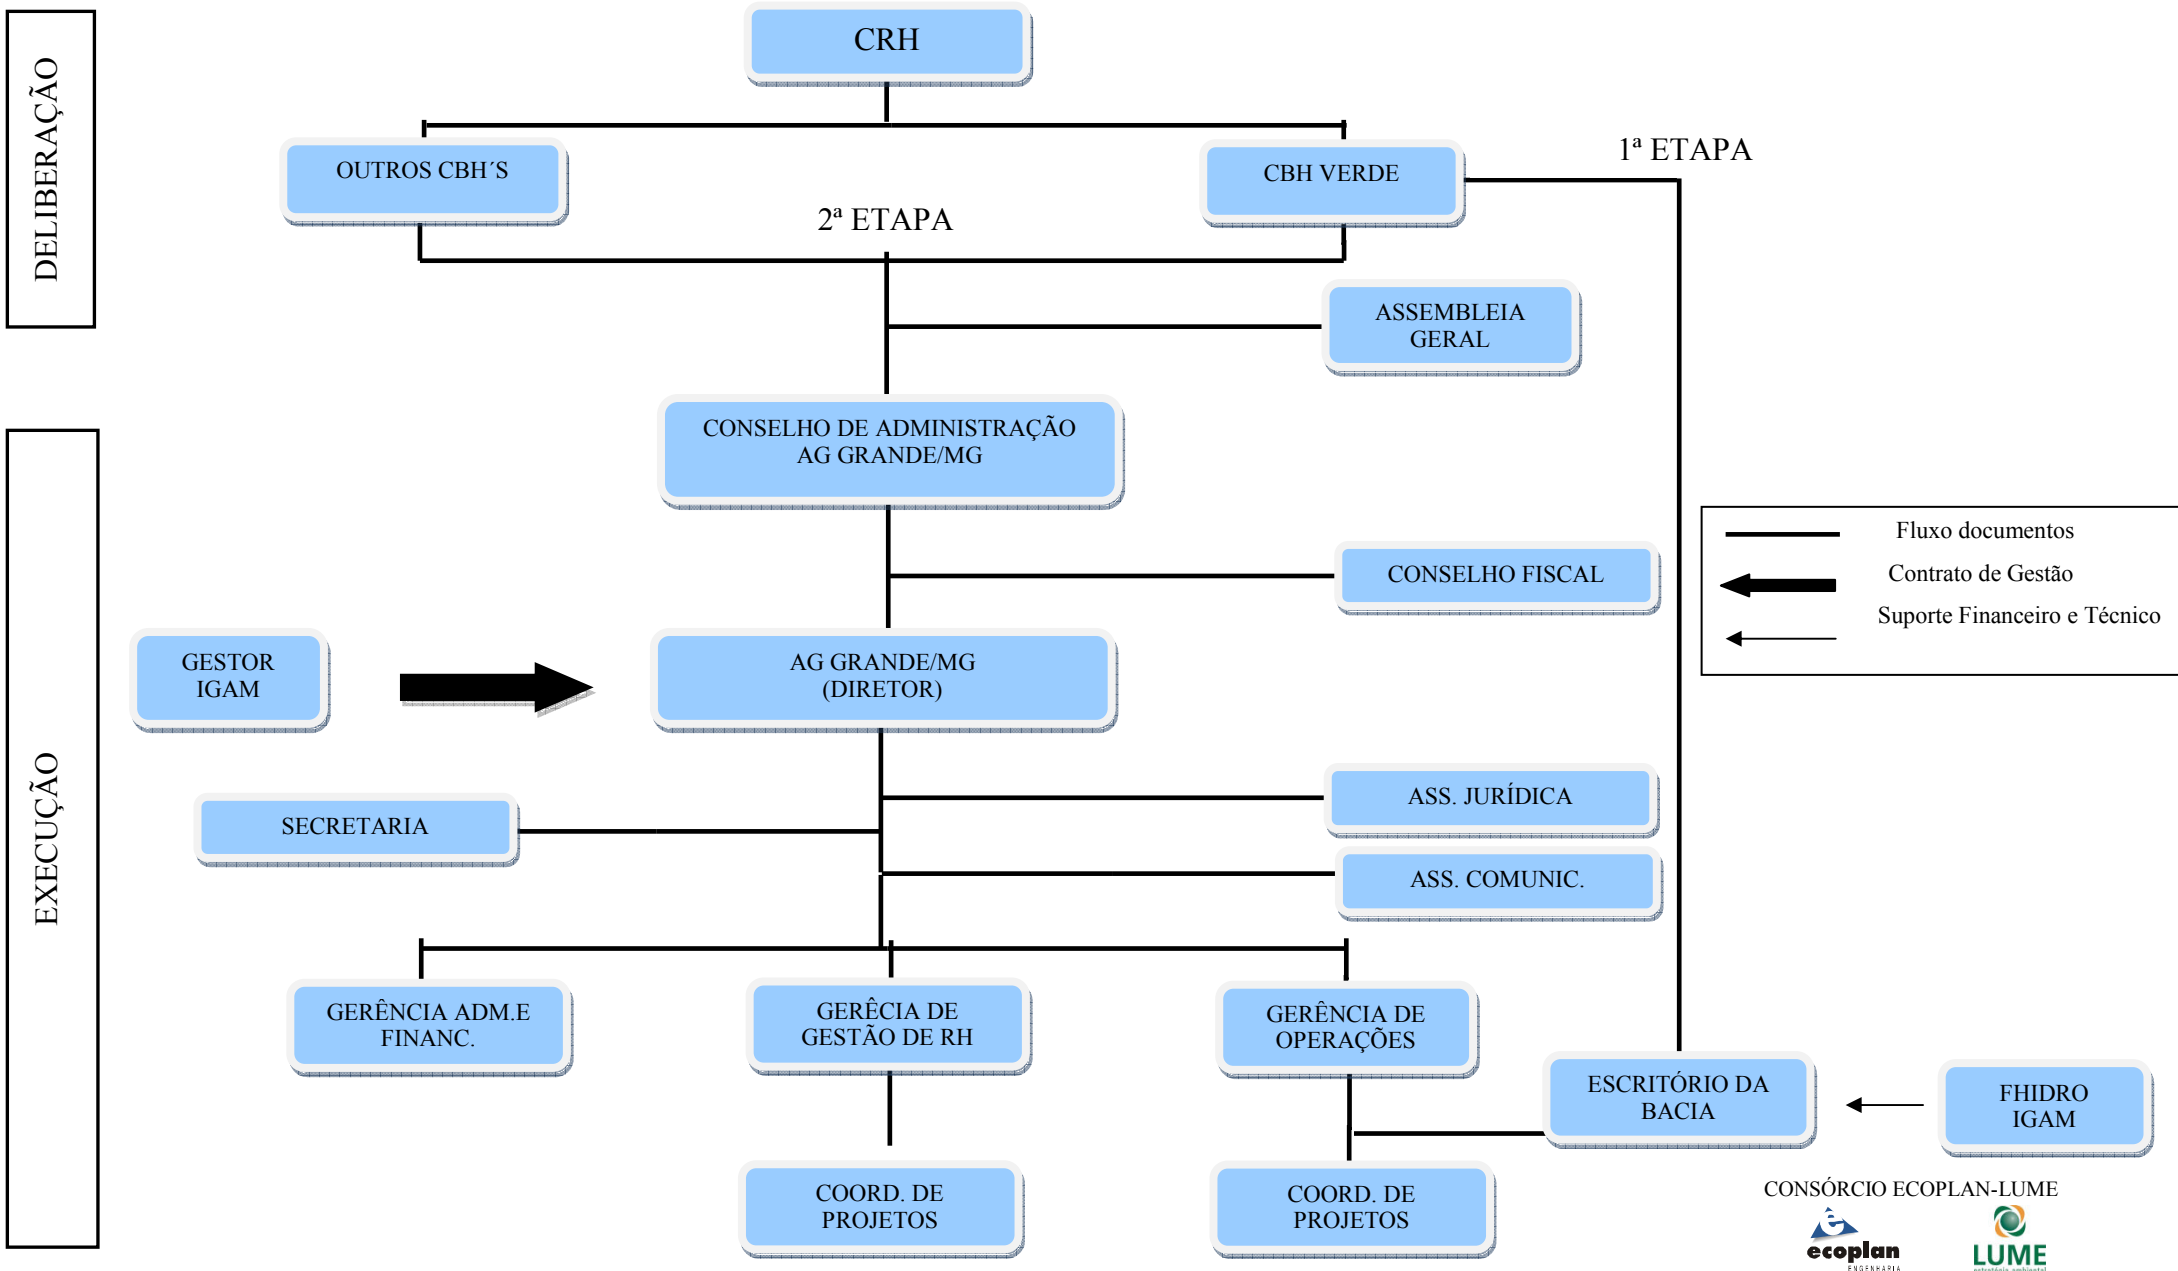 DELIBERAÇÃO
CRH
OUTROS CBH´S
CBH VERDE
1ª ETAPA
2ª ETAPA
ASSEMBLEIA
GERAL
CONSELHO DE ADMINISTRAÇÃO
AG GRANDE/MG
EXECUÇÃO
CONSELHO FISCAL
Fluxo documentos
Contrato de Gestão
Suporte Financeiro e Técnico
GESTOR
IGAM
AG GRANDE/MG
(DIRETOR)
ASS. JURÍDICA
SECRETARIA
ASS. COMUNIC.
GERÊNCIA ADM.E
FINANC.
GERÊCIA DE
GESTÃO DE RH
GERÊNCIA DE
OPERAÇÕES
ESCRITÓRIO DA
BACIA
FHIDRO
IGAM
COORD. DE
PROJETOS
COORD. DE
PROJETOS
CONSÓRCIO ECOPLAN-LUME
ecoplan
ENGENHARIA
LUME
estratégia ambiental